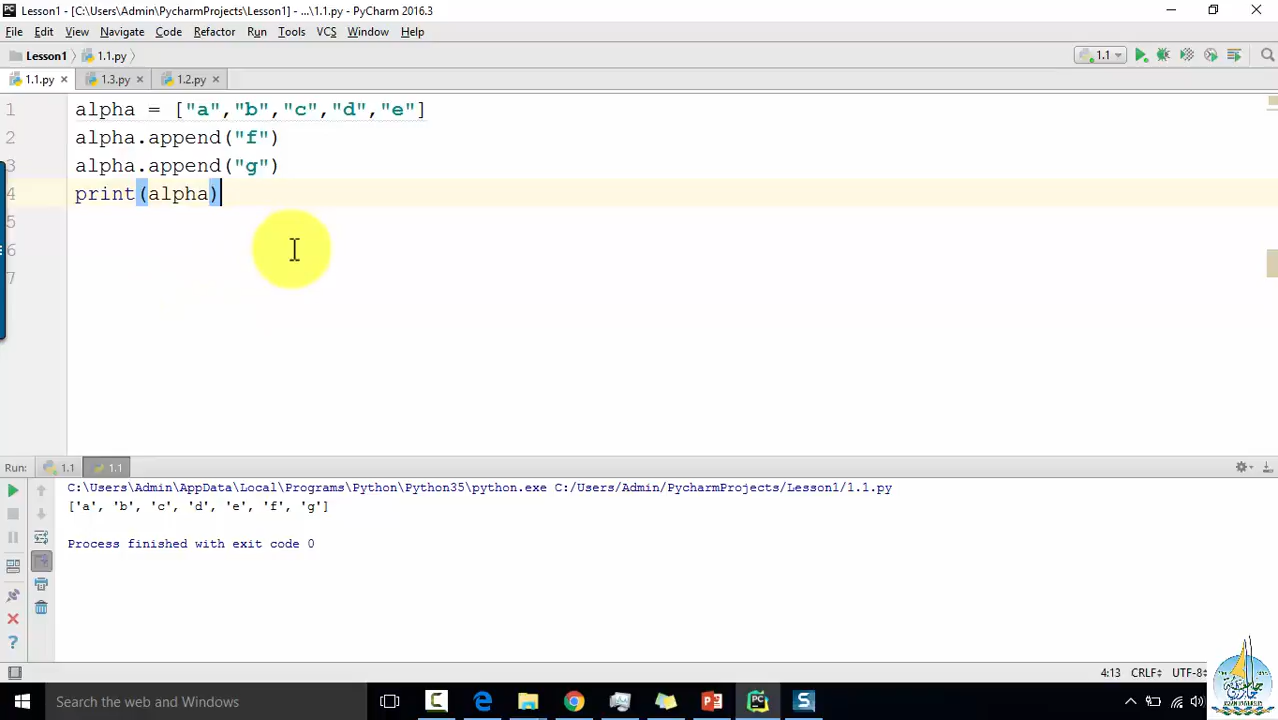 Lesson1 - [C:\Users\Admin\PycharmProjects\Lesson1] - ...\1.1.py - PyCharm 2016.3
File Edit View Navigate Code Refactor Run Tools VCS Window Help
Lesson1 1.1.py 1.1
1.1.py 1.3.py 1.2.py
1 alpha = ["a","b","c","d","e"]
2 alpha.append("f")
3 alpha.append("g")
4 print(alpha)
5
6
7
Run: 1.1 1.1
C:\Users\Admin\AppData\Local\Programs\Python\Python35\python.exe C:/Users/Admin/PycharmProjects/Lesson1/1.1.py
['a', 'b', 'c', 'd', 'e', 'f', 'g']
Process finished with exit code 0
4:13 CRLF UTF-8
Search the web and Windows